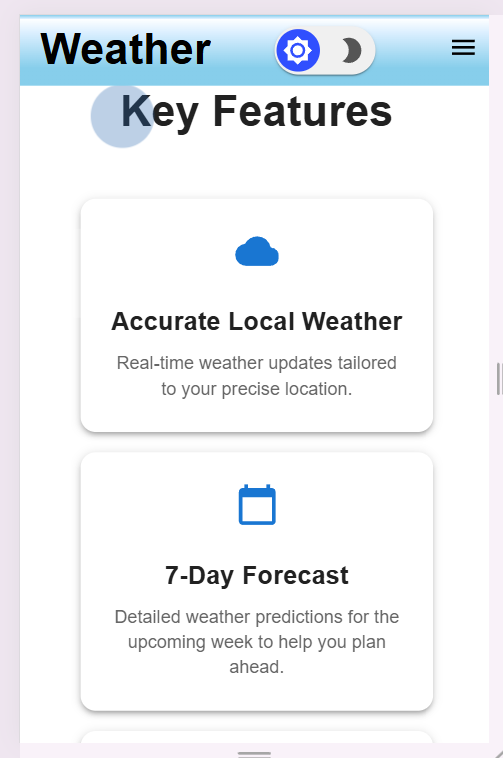 Weather
Key Features
Accurate Local Weather
Real-time weather updates tailored
to your precise location.
7-Day Forecast
Detailed weather predictions for the
upcoming week to help you plan
ahead.